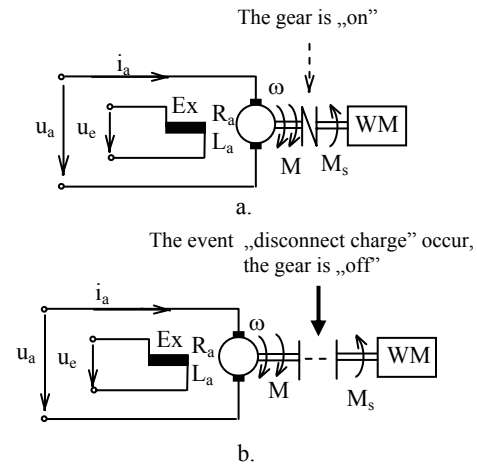 The gear is „on”
i_a
ω
Ex
R_a
u_a
u_e
L_a
WM
M
M_s
a.
The event „disconnect charge” occur,
the gear is „off”
i_a
ω
Ex
R_a
u_a
u_e
L_a
WM
M
M_s
b.